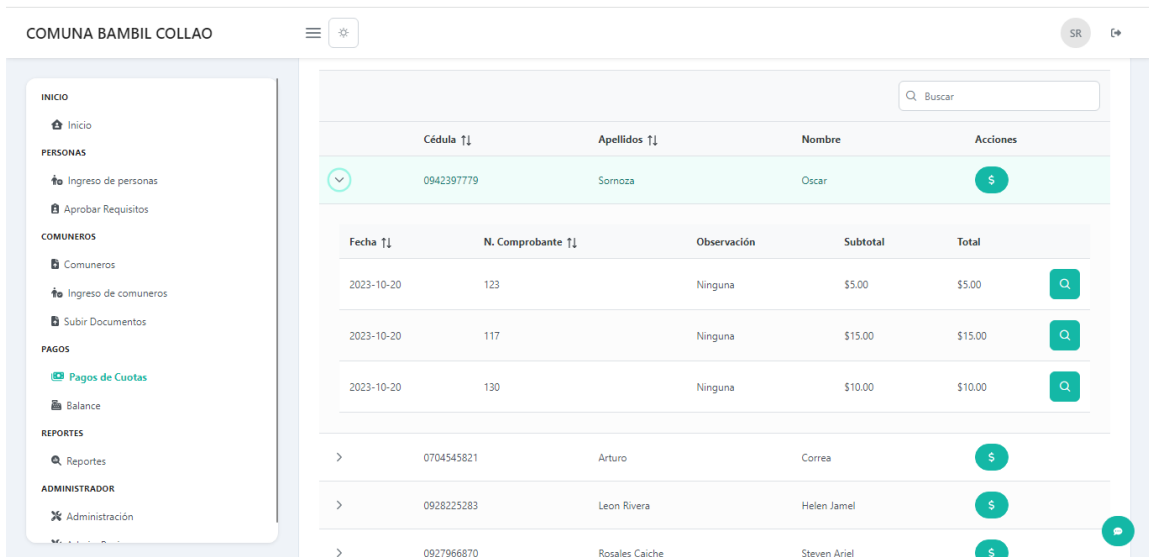 COMUNA BAMBIL COLLAO
SR
INICIO
Inicio
PERSONAS
Ingreso de personas
Aprobar Requisitos
COMUNEROS
Comuneros
Ingreso de comuneros
Subir Documentos
PAGOS
Pagos de Cuotas
Balance
REPORTES
Reportes
ADMINISTRADOR
Administración
Buscar
Cédula Apellidos Nombre Acciones
0942397779 Sornoza Oscar $
Fecha N. Comprobante Observación Subtotal Total
2023-10-20 123 Ninguna $5.00 $5.00
2023-10-20 117 Ninguna $15.00 $15.00
2023-10-20 130 Ninguna $10.00 $10.00
0704545821 Arturo Correa $
0928225283 Leon Rivera Helen Jamel $
0927966870 Rosales Caiche Steven Ariel $